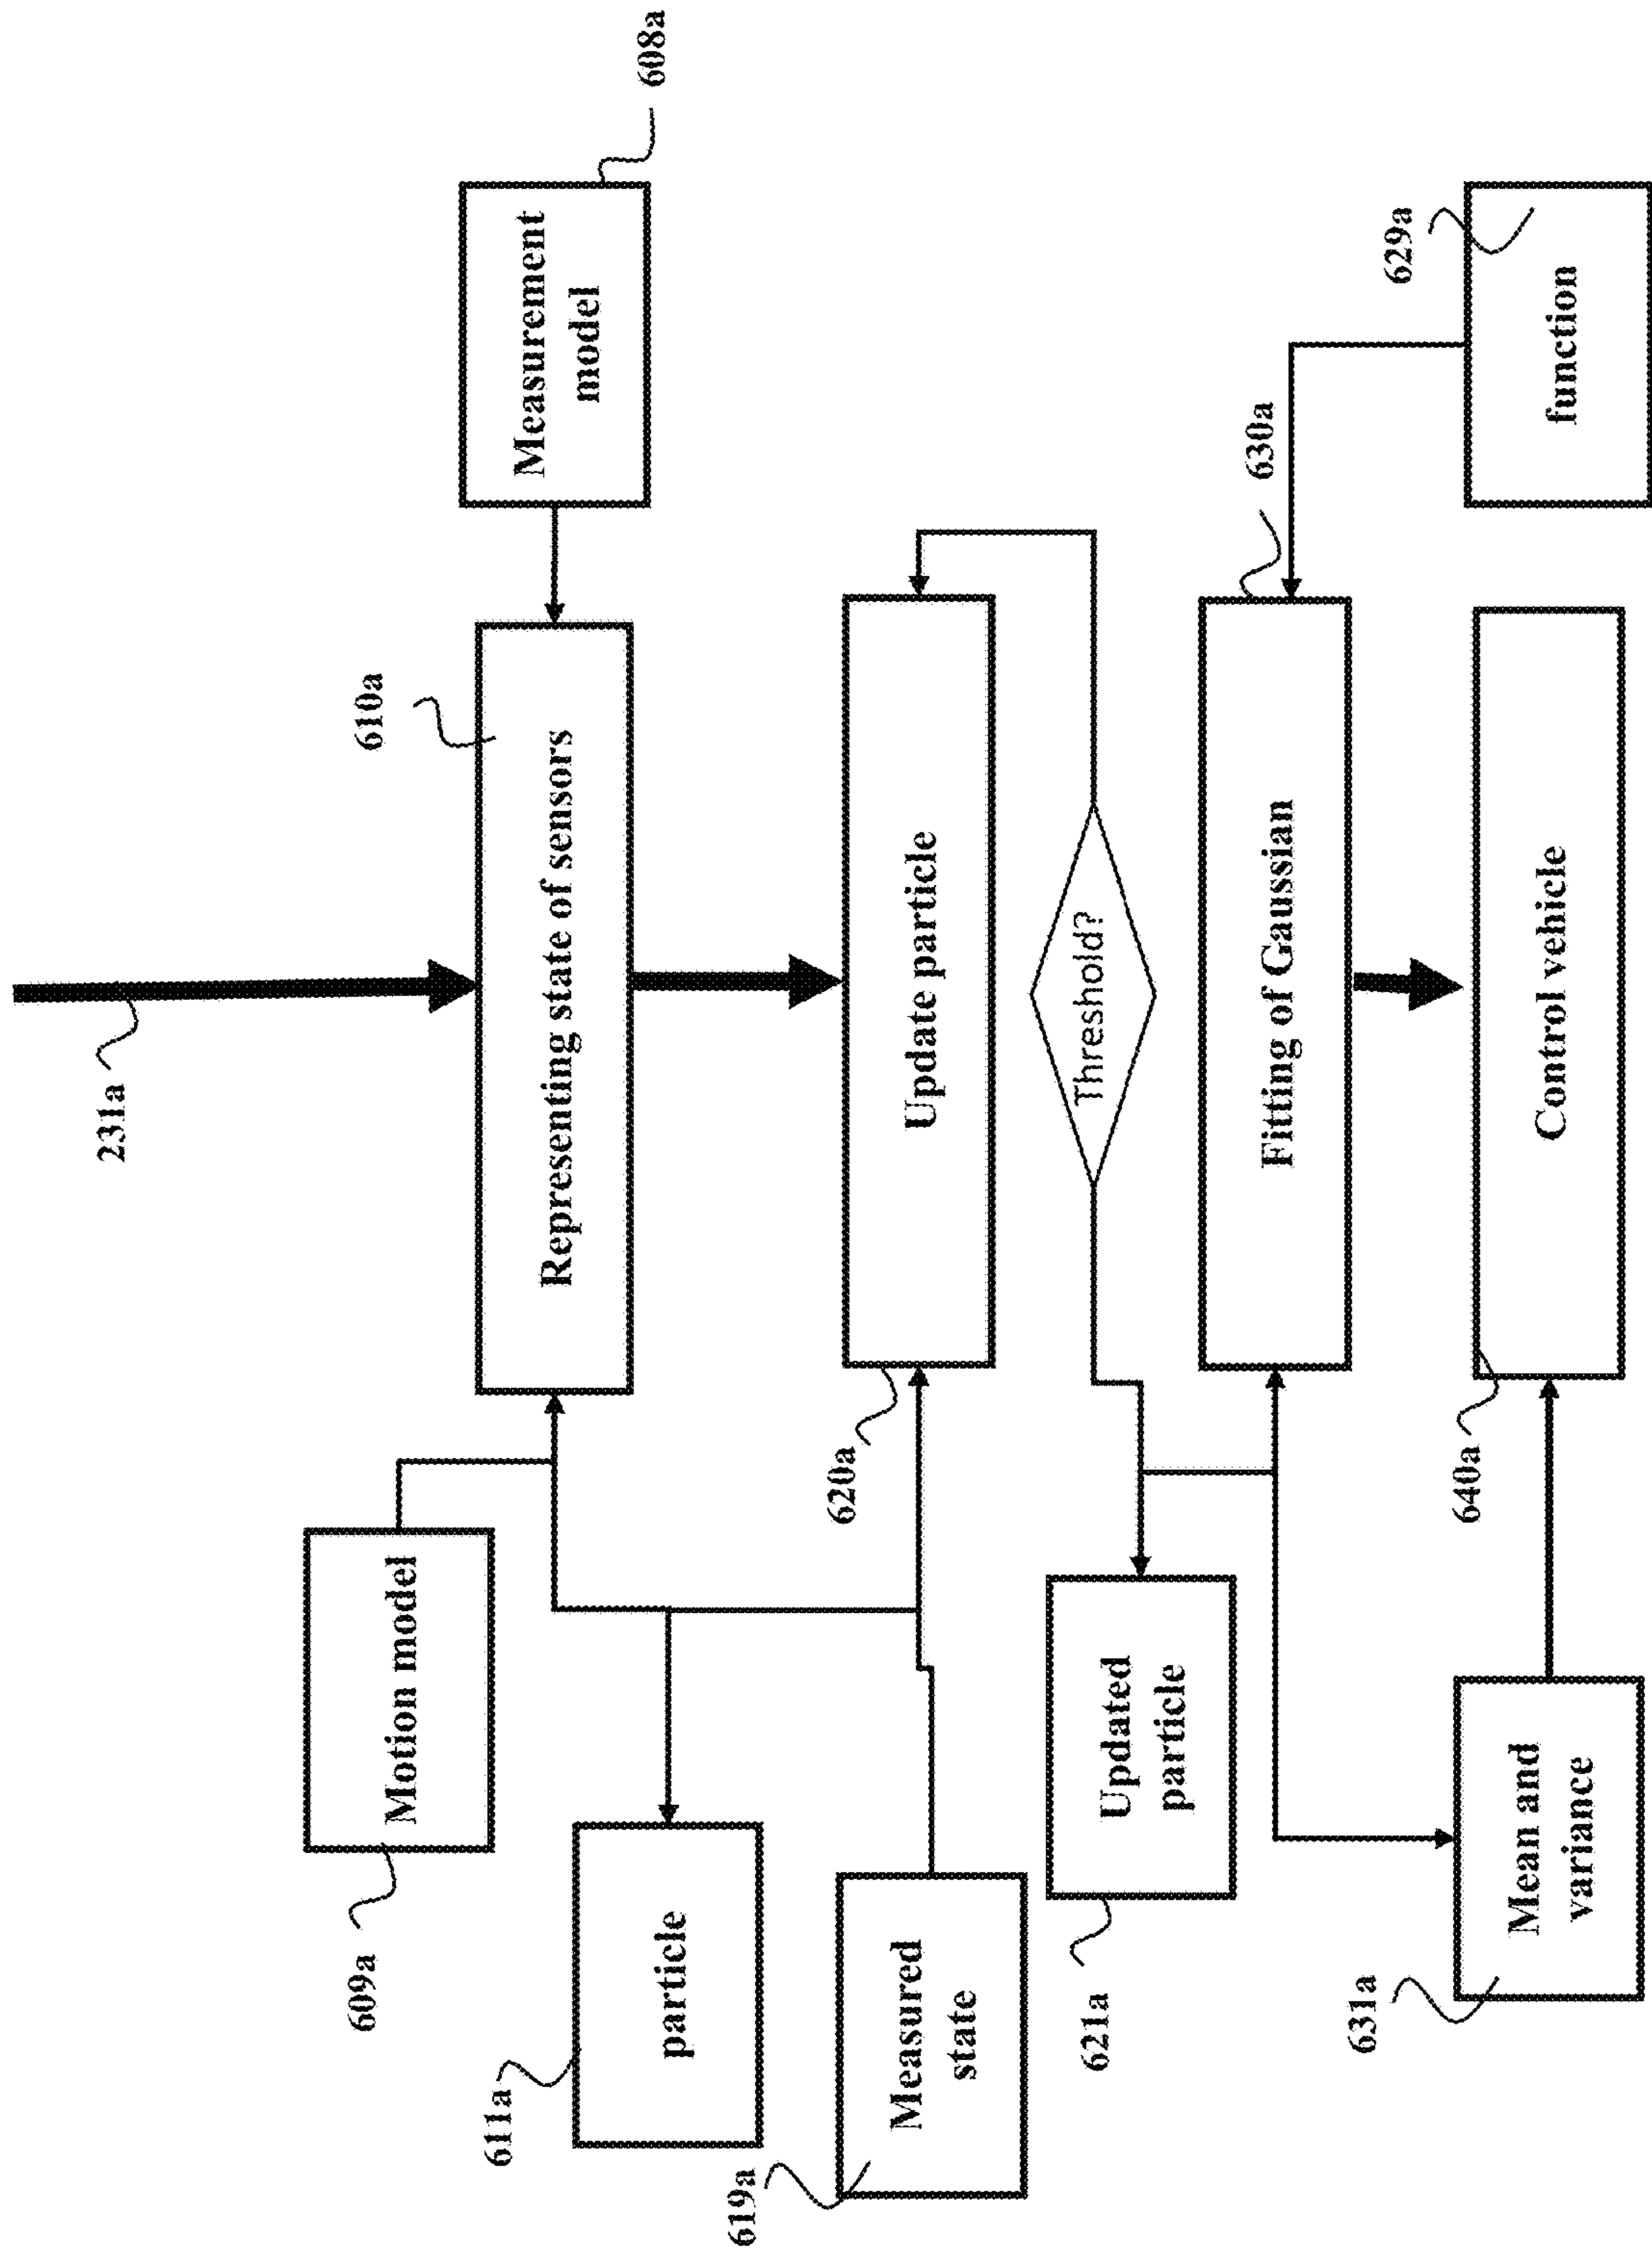 231a
608a
Measurement
model
610a
Representing state of sensors
Motion model
609a
particle
611a
Update particle
620a
Measured
state
619a
Threshold?
Updated
particle
621a
630a
Fitting of Gaussian
629a
function
Control vehicle
640a
Mean and
variance
631a